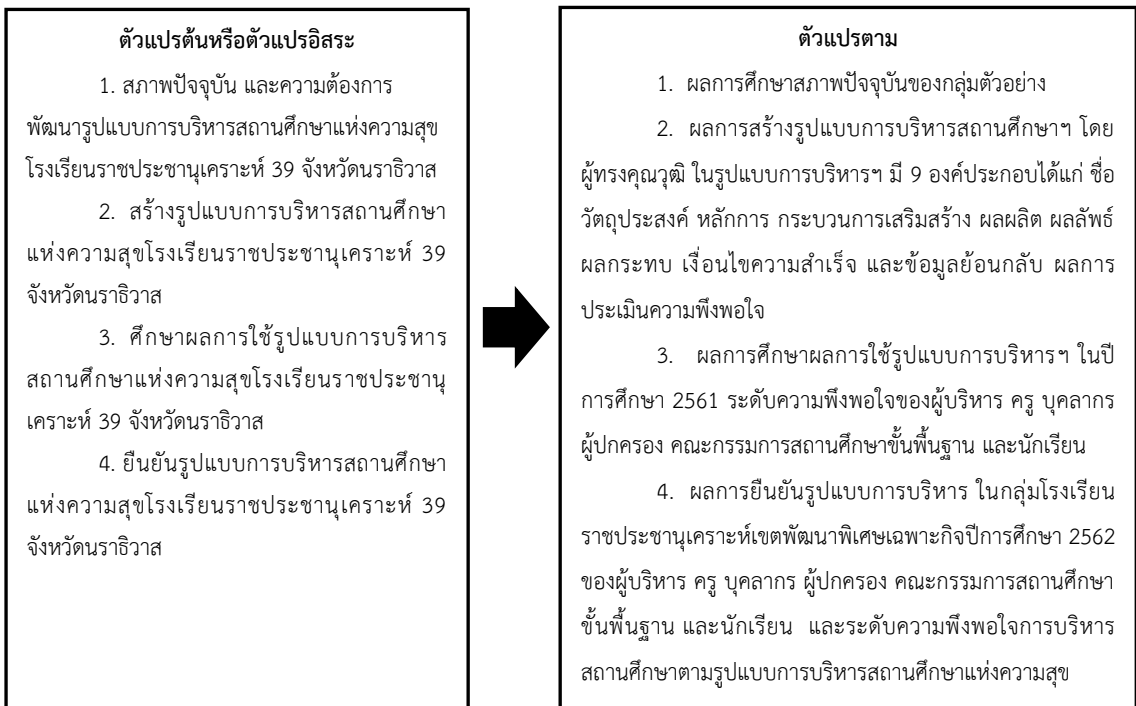 ตัวแปรต้นหรือตัวแปรอิสระ
1. สภาพปัจจุบัน และความต้องการ
พัฒนารูปแบบการบริหารสถานศึกษาแห่งความสุข
โรงเรียนราชประชานุเคราะห์ 39 จังหวัดนราธิวาส
2. สร้างรูปแบบการบริหารสถานศึกษา
แห่งความสุขโรงเรียนราชประชานุเคราะห์ 39
จังหวัดนราธิวาส
3. ศึกษาผลการใช้รูปแบบการบริหาร
สถานศึกษาแห่งความสุขโรงเรียนราชประชานุ
เคราะห์ 39 จังหวัดนราธิวาส
4. ยืนยันรูปแบบการบริหารสถานศึกษา
แห่งความสุขโรงเรียนราชประชานุเคราะห์ 39
จังหวัดนราธิวาส
ตัวแปรตาม
1. ผลการศึกษาสภาพปัจจุบันของกลุ่มตัวอย่าง
2. ผลการสร้างรูปแบบการบริหารสถานศึกษาฯ โดย
ผู้ทรงคุณวุฒิ ในรูปแบบการบริหารฯ มี 9 องค์ประกอบได้แก่ ชื่อ
วัตถุประสงค์ หลักการ กระบวนการเสริมสร้าง ผลผลิต ผลลัพธ์
ผลกระทบ เงื่อนไขความสำเร็จ และข้อมูลย้อนกลับ ผลการ
ประเมินความพึงพอใจ
3. ผลการศึกษาผลการใช้รูปแบบการบริหารฯ ในปี
การศึกษา 2561 ระดับความพึงพอใจของผู้บริหาร ครู บุคลากร
ผู้ปกครอง คณะกรรมการสถานศึกษาขั้นพื้นฐาน และนักเรียน
4. ผลการยืนยันรูปแบบการบริหาร ในกลุ่มโรงเรียน
ราชประชานุเคราะห์เขตพัฒนาพิเศษเฉพาะกิจปีการศึกษา 2562
ของผู้บริหาร ครู บุคลากร ผู้ปกครอง คณะกรรมการสถานศึกษา
ขั้นพื้นฐาน และนักเรียน และระดับความพึงพอใจการบริหาร
สถานศึกษาตามรูปแบบการบริหารสถานศึกษาแห่งความสุข